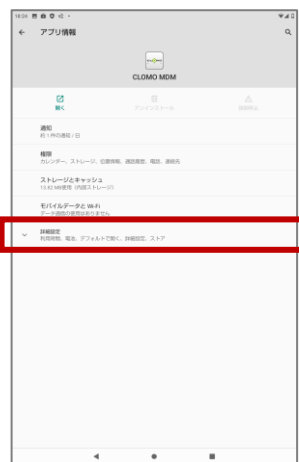 アプリ情報
CLOMO MDM
開く
アンインストール
強制停止
通知
約 1 件の通知 / 日
権限
カレンダー、ストレージ、位置情報、通話履歴、電話、連絡先
ストレージとキャッシュ
13.82 MB使用 (内部ストレージ)
モバイルデータと Wi-Fi
データ通信の使用はありません
詳細設定
利用時間、電池、デフォルトで開く、詳細設定、ストア